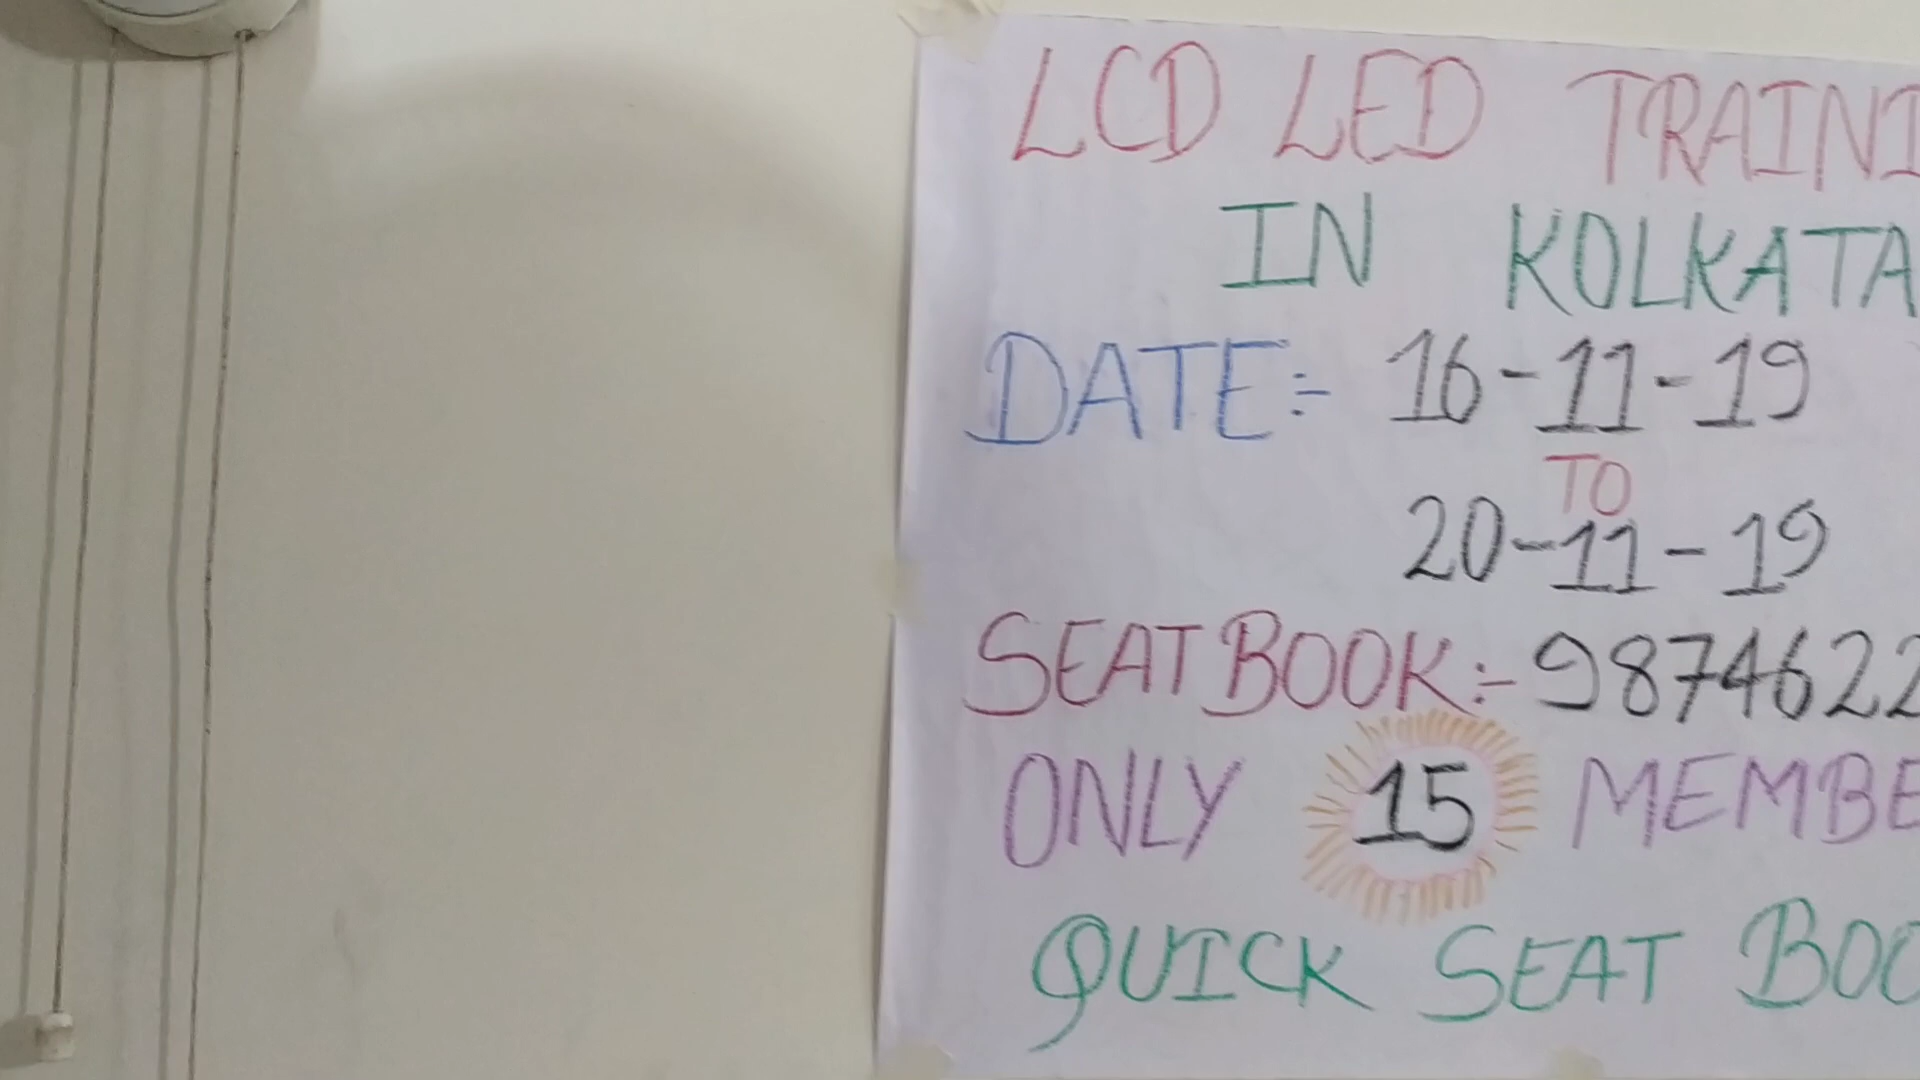 LCD LED TRAINI
IN KOLKATA
DATE:- 16-11-19
TO
20-11-19
SEAT BOOK:- 9874622
ONLY 15 MEMBE
QUICK SEAT BOO